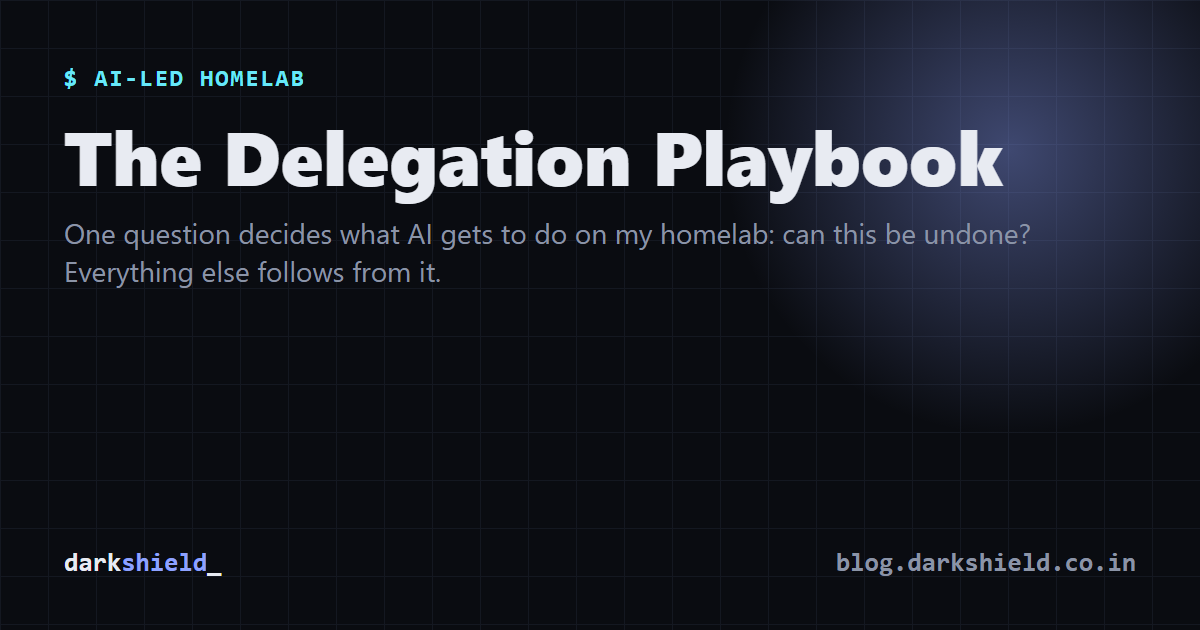 $ AI-LED HOMELAB
The Delegation Playbook
One question decides what AI gets to do on my homelab: can this be undone?
Everything else follows from it.
darkshield_
blog.darkshield.co.in